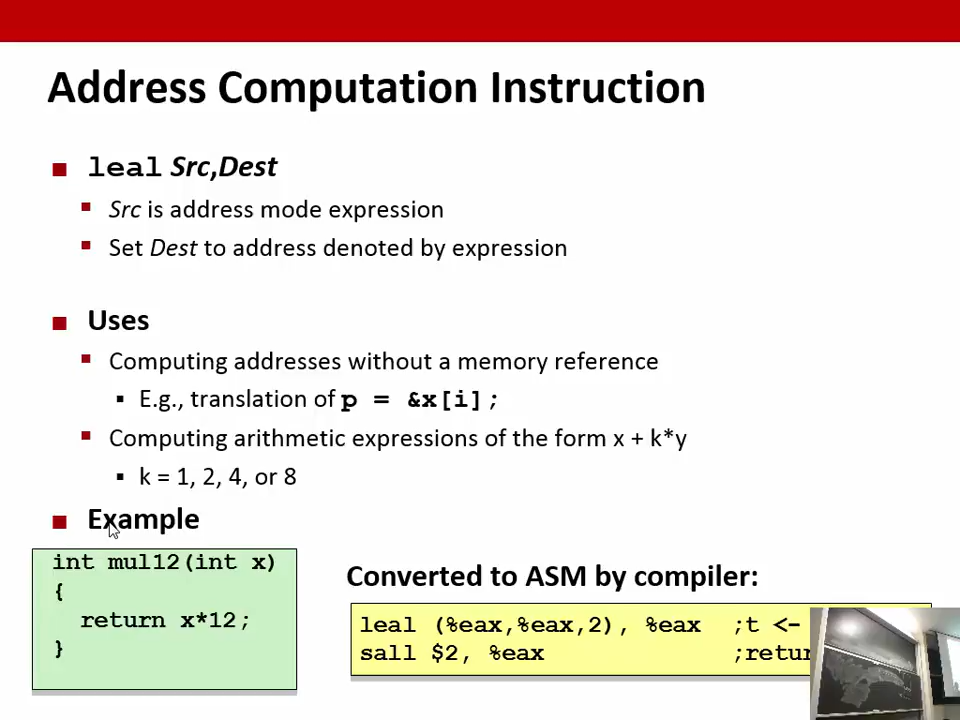 Address Computation Instruction
leal Src,Dest
Src is address mode expression
Set Dest to address denoted by expression
Uses
Computing addresses without a memory reference
E.g., translation of p = &x[i];
Computing arithmetic expressions of the form x + k*y
k = 1, 2, 4, or 8
Example
int mul12(int x)
{
return x*12;
}
Converted to ASM by compiler:
leal (%eax,%eax,2), %eax ;t <-
sall $2, %eax